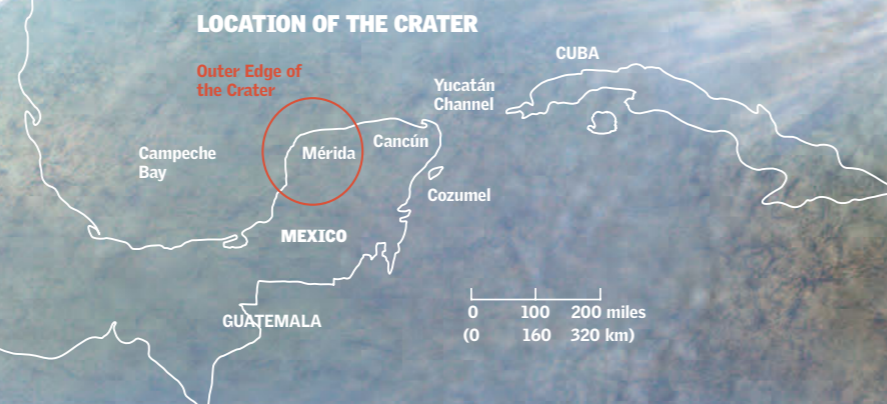 LOCATION OF THE CRATER
Outer Edge of
the Crater
CUBA
Yucatán
Channel
Campeche
Bay
Mérida
Cancún
Cozumel
MEXICO
GUATEMALA
0 100 200 miles
(0 160 320 km)